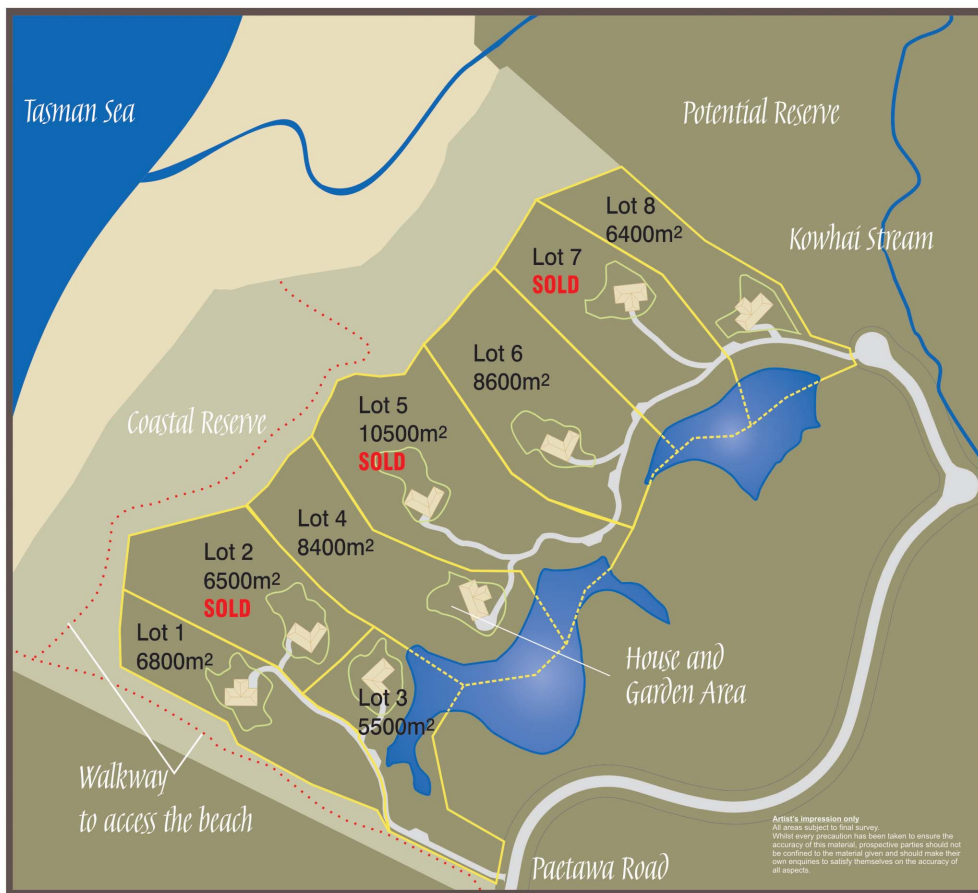 Tasman Sea
Potential Reserve
Lot 8
6400m²
Kowhai Stream
Lot 7
SOLD
Lot 6
8600m²
Coastal Reserve
Lot 5
10500m²
SOLD
Lot 4
8400m²
Lot 2
6500m²
SOLD
Lot 1
6800m²
Lot 3
5500m²
House and
Garden Area
Walkway
to access the beach
Paetawa Road
Artist's impression only
All areas subject to final survey.
Whilst every precaution has been taken to ensure the
accuracy of this material, prospective parties should not
be confined to the material given and should make their
own enquiries to satisfy themselves on the accuracy of
all aspects.